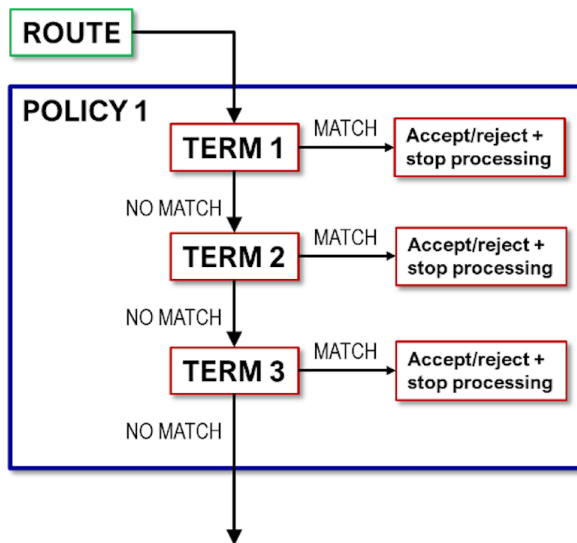 ROUTE
POLICY 1
TERM 1
MATCH
Accept/reject +
stop processing
NO MATCH
TERM 2
MATCH
Accept/reject +
stop processing
NO MATCH
TERM 3
MATCH
Accept/reject +
stop processing
NO MATCH